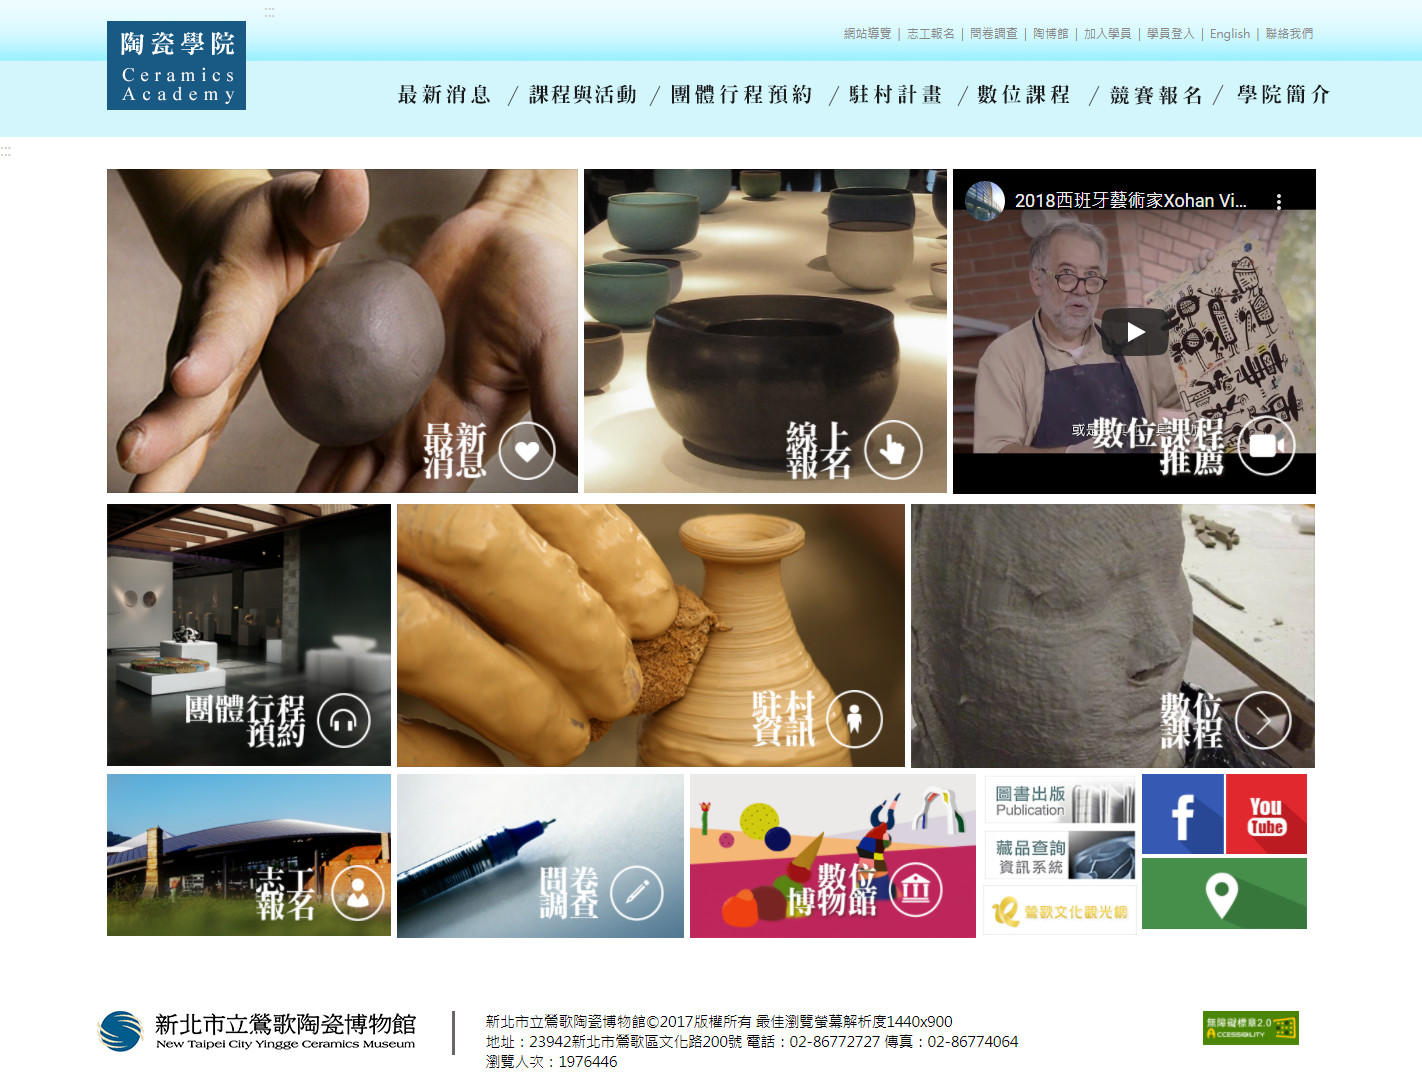 :::
陶瓷學院
Ceramics
Academy
網站導覽 | 志工報名 | 問卷調查 | 陶博館 | 加入學員 | 學員登入 | English | 聯絡我們
最新消息 / 課程與活動 / 團體行程預約 / 駐村計畫 / 數位課程 / 競賽報名 / 學院簡介
:::
最新
消息
線上
報名
2018西班牙藝術家Xohan Vi...
數位課程
推薦
團體行程
預約
駐村
資訊
數位
課程
志工
報名
問卷
調查
數位
博物館
圖書出版
Publication
藏品查詢
資訊系統
鶯歌文化觀光網
f
You
Tube
新北市立鶯歌陶瓷博物館
New Taipei City Yingge Ceramics Museum
新北市立鶯歌陶瓷博物館©2017版權所有 最佳瀏覽螢幕解析度1440x900
地址：23942新北市鶯歌區文化路200號 電話：02-86772727 傳真：02-86774064
瀏覽人次：1976446
無障礙標章2.0
ACCESSIBILITY